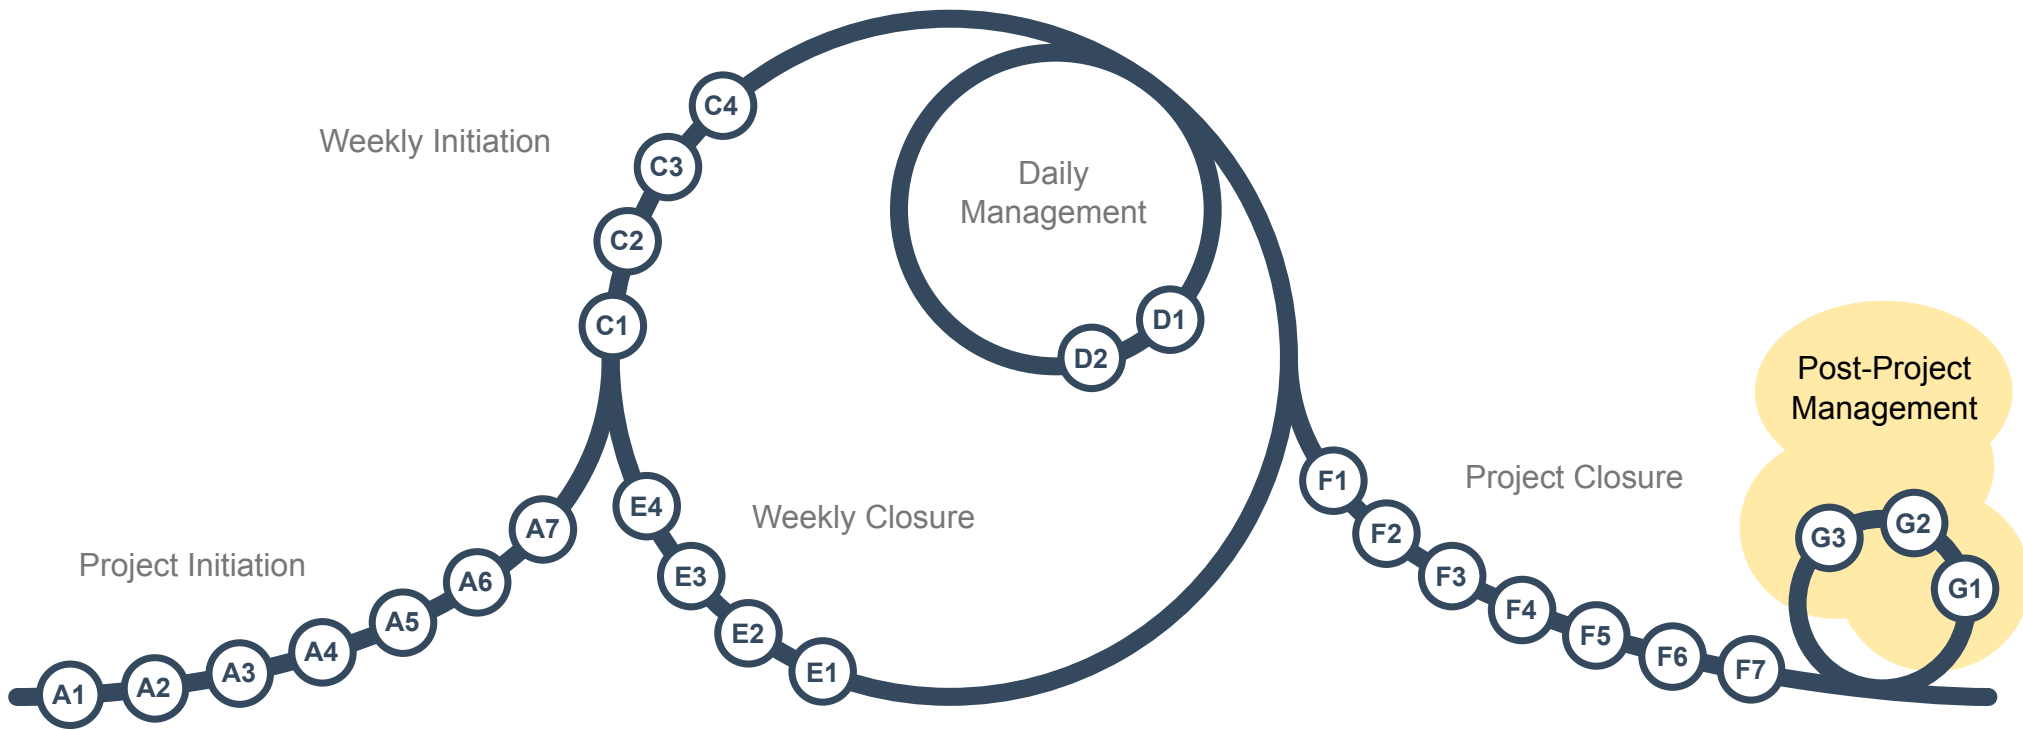 Weekly Initiation
Daily
Management
Post-Project
Management
Project Closure
Weekly Closure
Project Initiation
A1
A2
A3
A4
A5
A6
A7
C1
C2
C3
C4
D1
D2
E1
E2
E3
E4
F1
F2
F3
F4
F5
F6
F7
G1
G2
G3